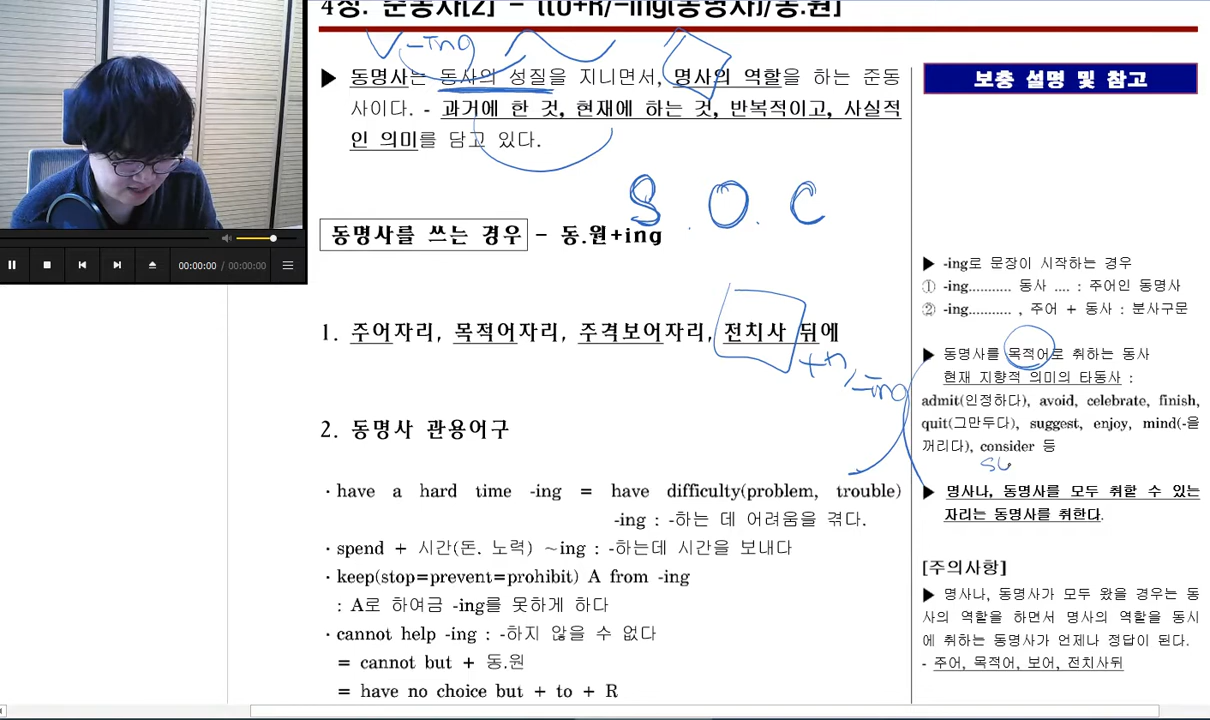 4장. 준동사[2] - (to+R/-ing(동명사)/동.원]
-ing
▶ 동명사는 동사의 성질을 지니면서, 명사의 역할을 하는 준동
사이다. - 과거에 한 것, 현재에 하는 것, 반복적이고, 사실적
인 의미를 담고 있다.
S O C
동명사를 쓰는 경우 - 동.원+ing
1. 주어자리, 목적어자리, 주격보어자리, 전치사 뒤에
+n/-ing
2. 동명사 관용어구
· have a hard time -ing = have difficulty(problem, trouble)
-ing : -하는 데 어려움을 겪다.
· spend + 시간(돈. 노력) ~ing : -하는데 시간을 보내다
· keep(stop=prevent=prohibit) A from -ing
: A로 하여금 -ing를 못하게 하다
· cannot help -ing : -하지 않을 수 없다
= cannot but + 동.원
= have no choice but + to + R
보충 설명 및 참고
▶ -ing로 문장이 시작하는 경우
① -ing.......... 동사 .... : 주어인 동명사
② -ing.......... , 주어 + 동사 : 분사구문
▶ 동명사를 목적어로 취하는 동사
현재 지향적 의미의 타동사 :
admit(인정하다), avoid, celebrate, finish,
quit(그만두다), suggest, enjoy, mind(-을
꺼리다), consider 등
▶ 명사나, 동명사를 모두 취할 수 있는
자리는 동명사를 취한다.
[주의사항]
▶ 명사나, 동명사가 모두 왔을 경우는 동
사의 역할을 하면서 명사의 역할을 동시
에 취하는 동명사가 언제나 정답이 된다.
- 주어, 목적어, 보어, 전치사뒤
00:00:00 / 00:00:00